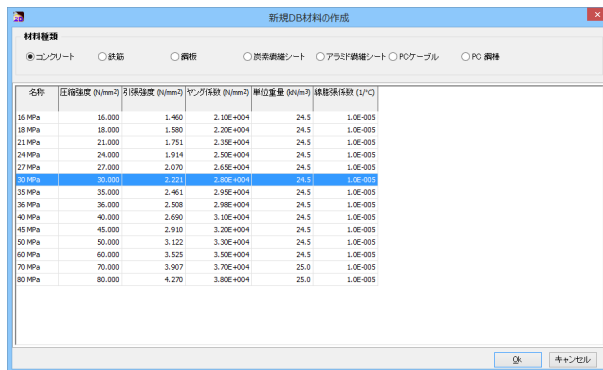 新規DB材料の作成
材料種類
コンクリート 鉄筋 鋼板 炭素繊維シート アラミド繊維シート PCケーブル PC 鋼棒
名称 圧縮強度 (N/mm2) 引張強度 (N/mm2) ヤング係数 (N/mm2) 単位重量 (kN/m3) 線膨張係数 (1/°C)
16 MPa 16.000 1.460 2.10E+004 24.5 1.0E-005
18 MPa 18.000 1.580 2.20E+004 24.5 1.0E-005
21 MPa 21.000 1.751 2.35E+004 24.5 1.0E-005
24 MPa 24.000 1.914 2.50E+004 24.5 1.0E-005
27 MPa 27.000 2.070 2.65E+004 24.5 1.0E-005
30 MPa 30.000 2.221 2.80E+004 24.5 1.0E-005
35 MPa 35.000 2.461 2.95E+004 24.5 1.0E-005
36 MPa 36.000 2.508 2.98E+004 24.5 1.0E-005
40 MPa 40.000 2.690 3.10E+004 24.5 1.0E-005
45 MPa 45.000 2.910 3.20E+004 24.5 1.0E-005
50 MPa 50.000 3.122 3.30E+004 24.5 1.0E-005
60 MPa 60.000 3.525 3.50E+004 24.5 1.0E-005
70 MPa 70.000 3.907 3.70E+004 25.0 1.0E-005
80 MPa 80.000 4.270 3.80E+004 25.0 1.0E-005
Ok キャンセル